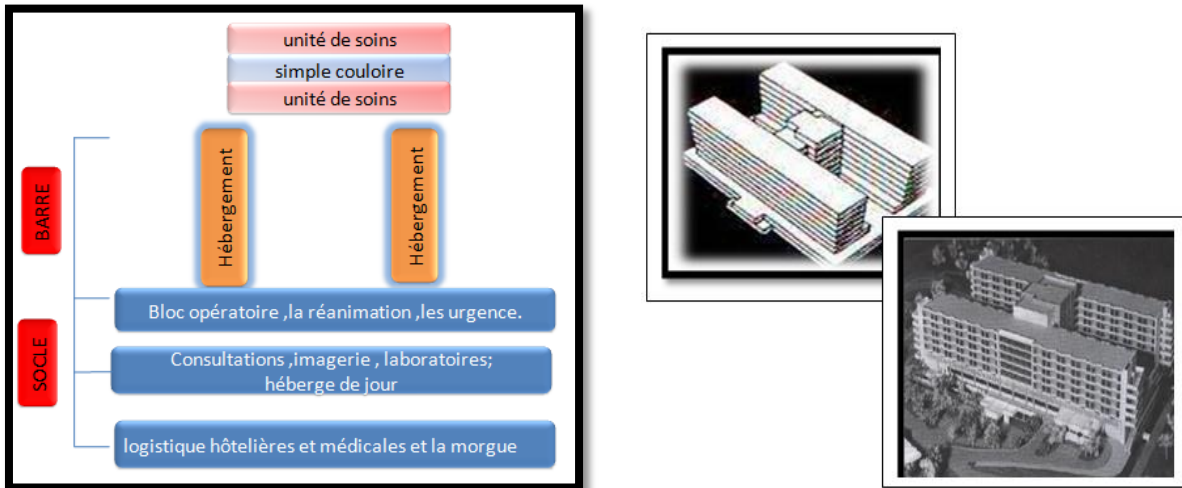 unité de soins
simple couloire
unité de soins
BARRE
Hébergement
Hébergement
SOCLE
Bloc opératoire ,la réanimation ,les urgence.
Consultations ,imagerie , laboratoires;
héberge de jour
logistique hôtelières et médicales et la morgue